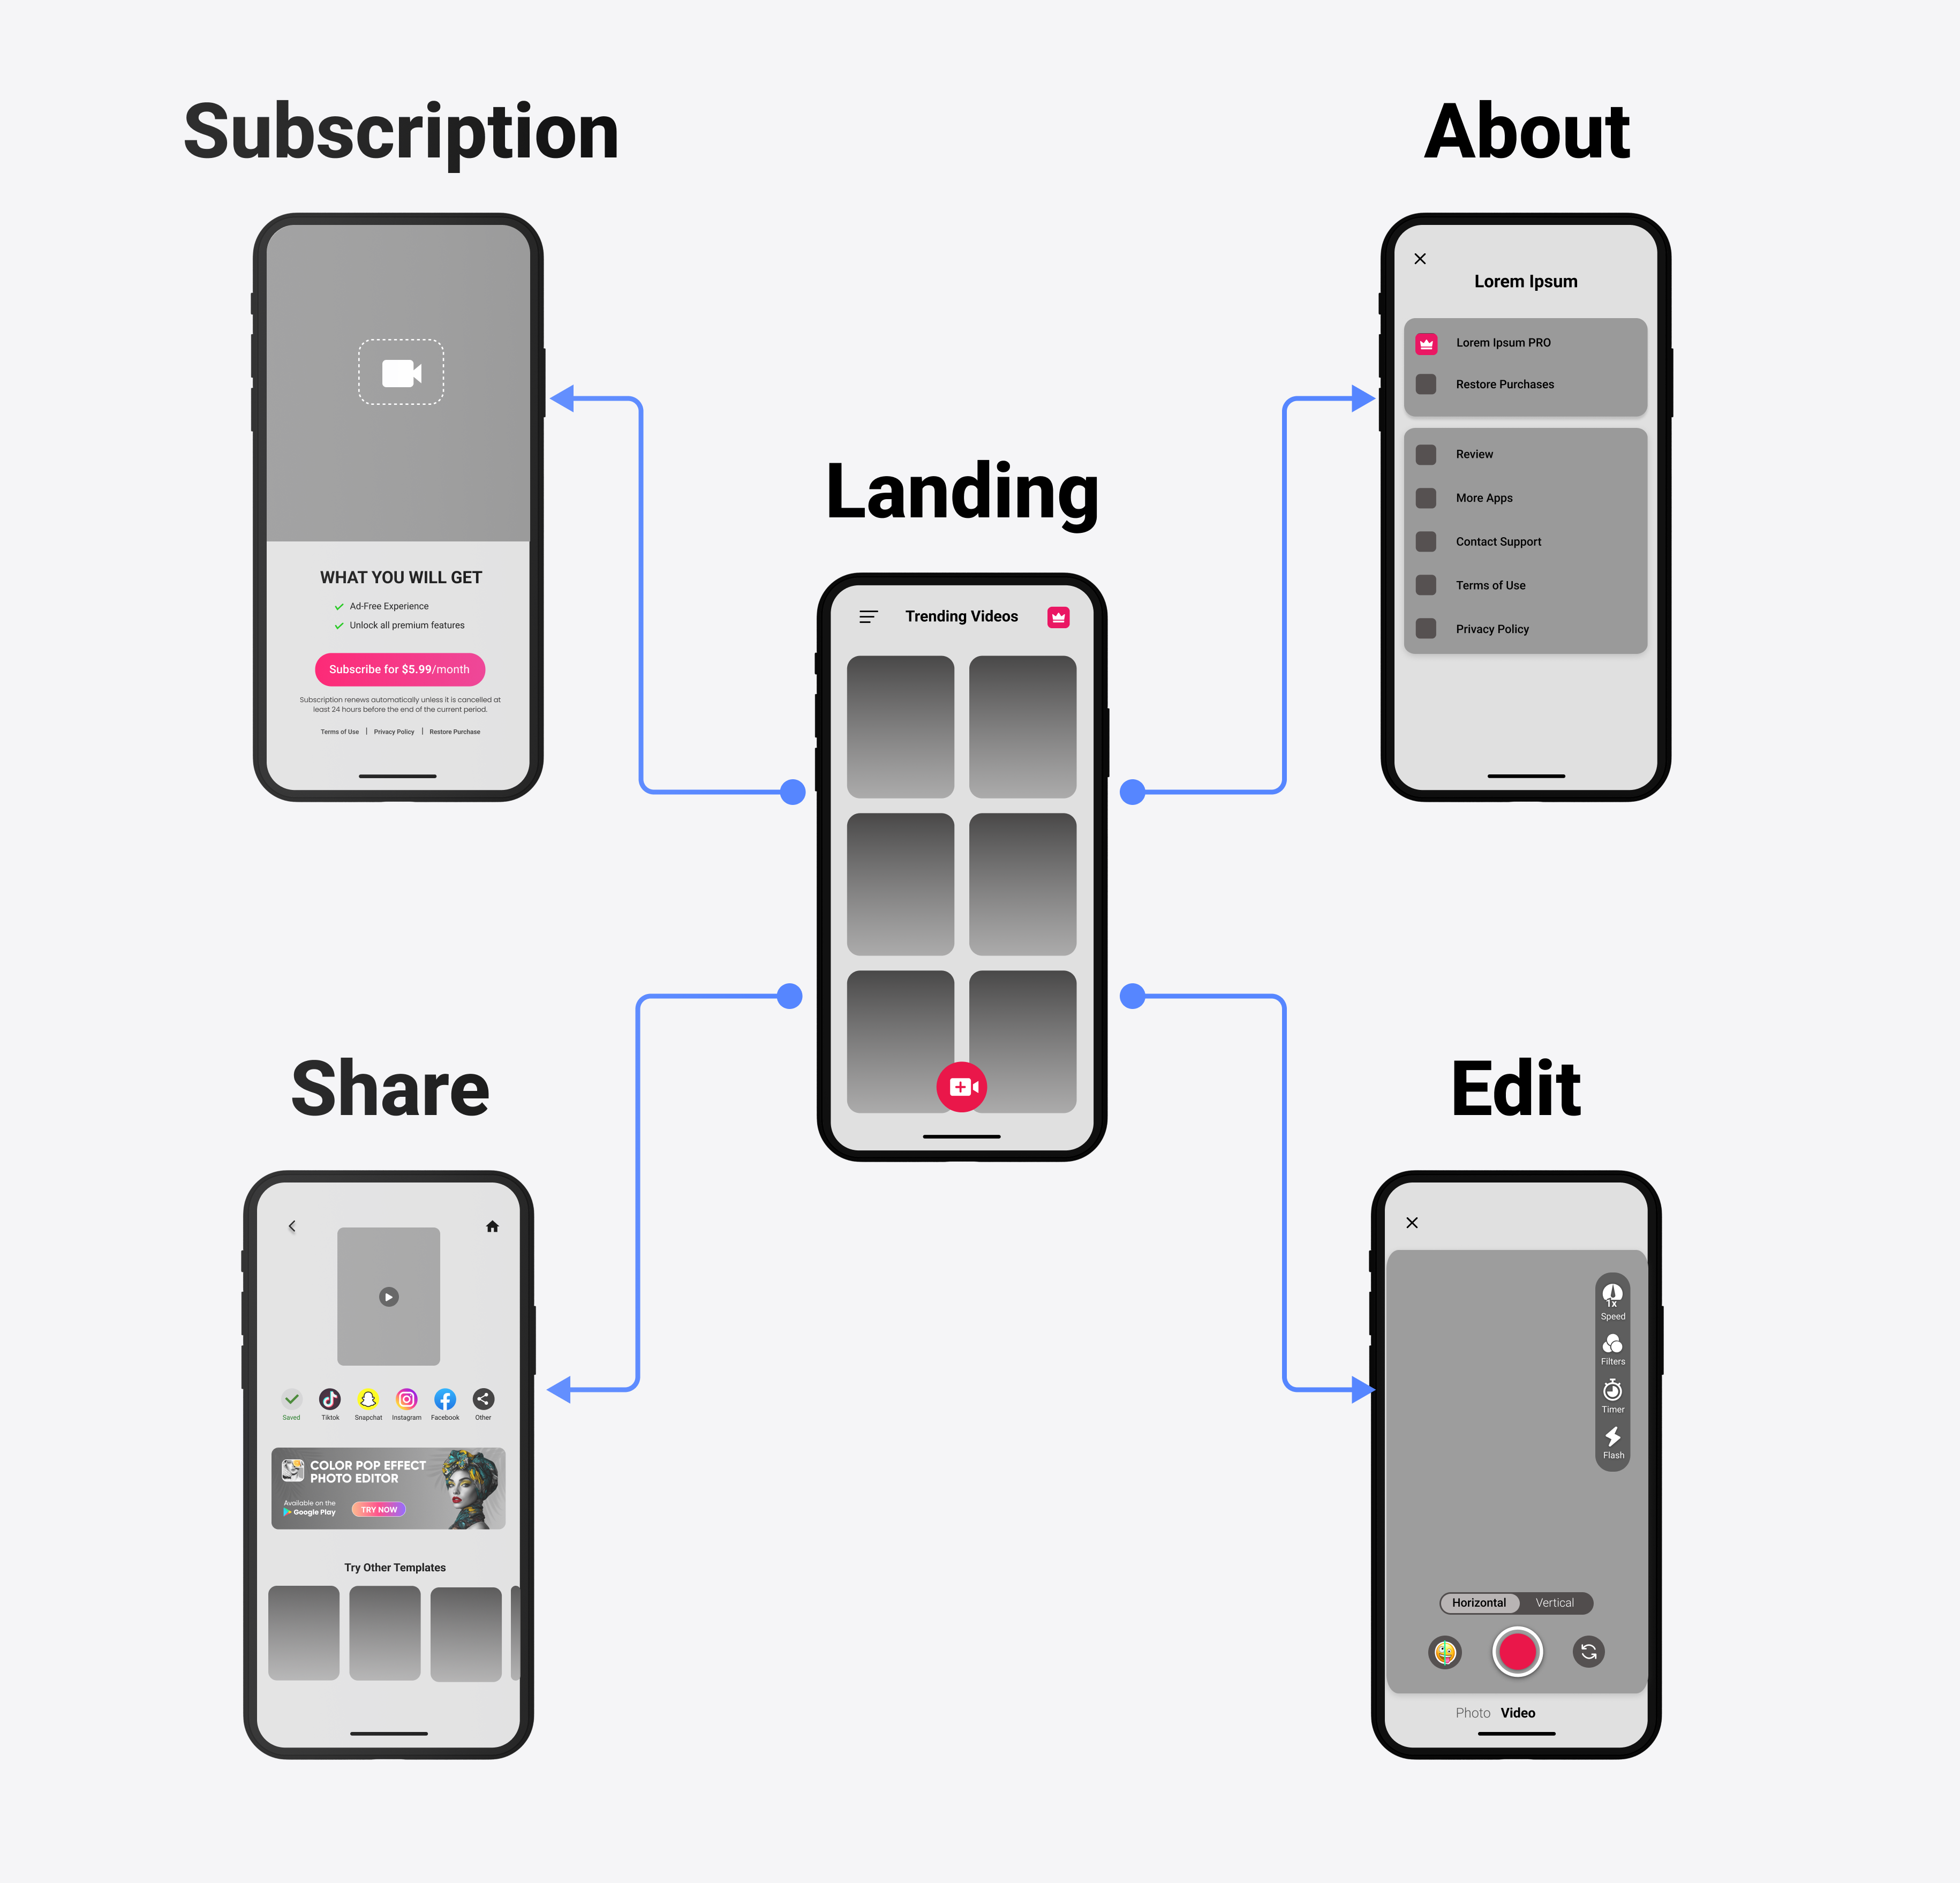 Subscription
WHAT YOU WILL GET
Ad-Free Experience
Unlock all premium features
Subscribe for $5.99/month
Subscription renews automatically unless it is cancelled at
least 24 hours before the end of the current period.
Terms of Use | Privacy Policy | Restore Purchase
About
Lorem Ipsum
Lorem Ipsum PRO
Restore Purchases
Review
More Apps
Contact Support
Terms of Use
Privacy Policy
Landing
Trending Videos
Share
Saved Tiktok Snapchat Instagram Facebook Other
COLOR POP EFFECT
PHOTO EDITOR
Available on the
Google Play
TRY NOW
Try Other Templates
Edit
1x
Speed
Filters
Timer
Flash
Horizontal Vertical
Photo Video